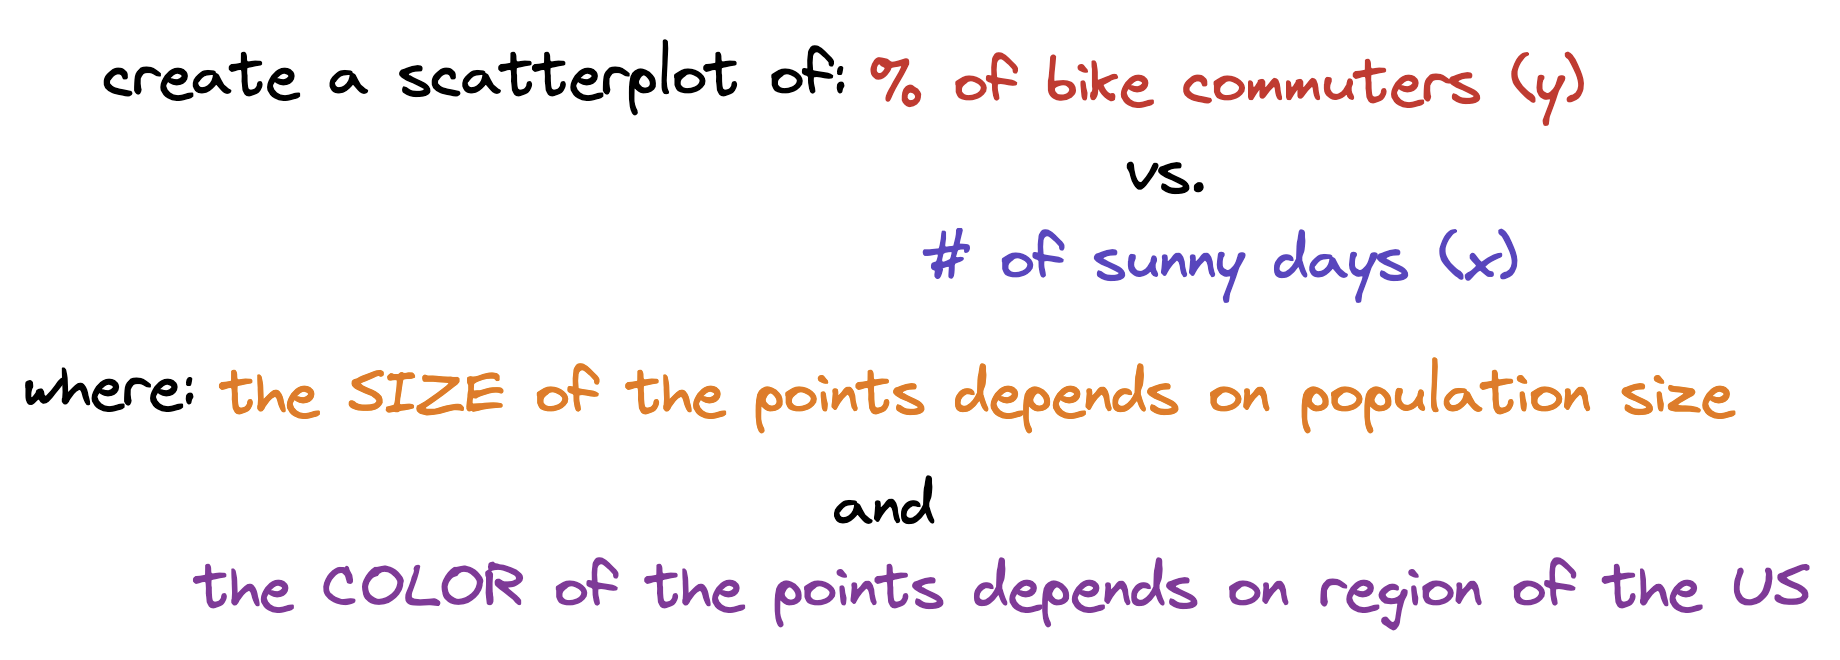 create a scatterplot of: % of bike commuters (y)
vs.
# of sunny days (x)
where: the SIZE of the points depends on population size
and
the COLOR of the points depends on region of the US